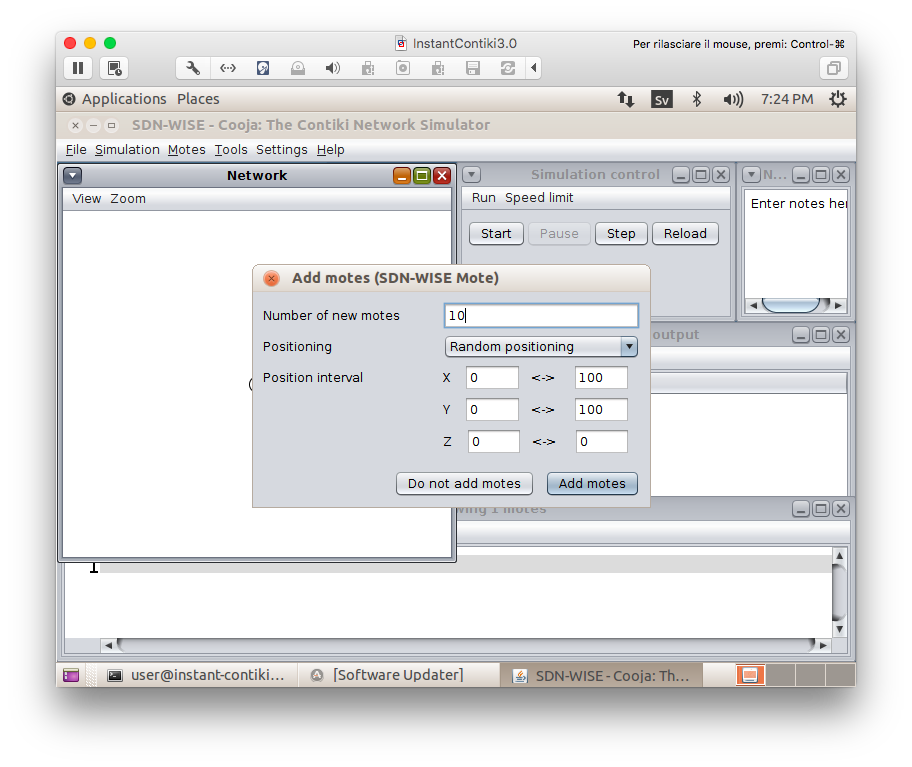 InstantContiki3.0
Per rilasciare il mouse, premi: Control-⌘
Applications Places
Sv
7:24 PM
SDN-WISE - Cooja: The Contiki Network Simulator
File Simulation Motes Tools Settings Help
Network
View Zoom
Simulation control
Run Speed limit
Start Pause Step Reload
N...
Enter notes her
Add motes (SDN-WISE Mote)
Number of new motes 10
Positioning Random positioning
Position interval X 0 <-> 100
Y 0 <-> 100
Z 0 <-> 0
Do not add motes Add motes
output
wing 1 motes
user@instant-contiki...
[Software Updater]
SDN-WISE - Cooja: Th...